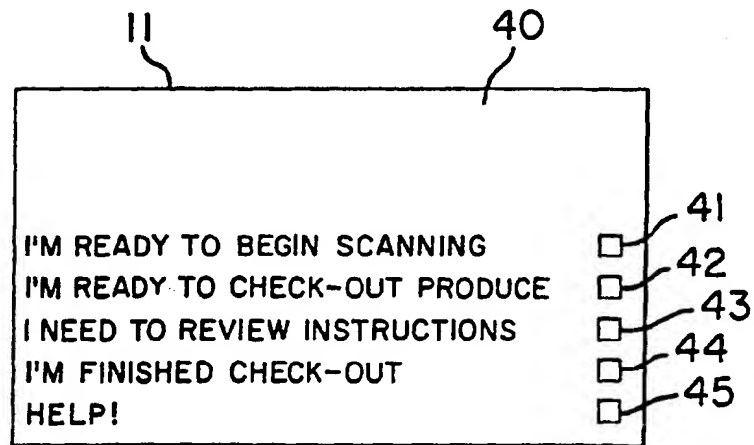 11 40
I'M READY TO BEGIN SCANNING 41
I'M READY TO CHECK-OUT PRODUCE 42
I NEED TO REVIEW INSTRUCTIONS 43
I'M FINISHED CHECK-OUT 44
HELP! 45